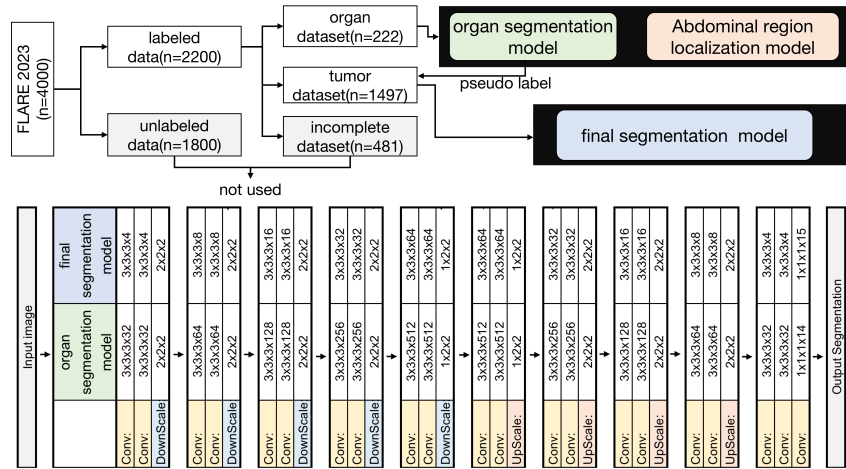 FLARE 2023
(n=4000)
labeled
data(n=2200)
unlabeled
data(n=1800)
organ
dataset(n=222)
tumor
dataset(n=1497)
incomplete
dataset(n=481)
not used
organ segmentation
model
Abdominal region
localization model
pseudo label
final segmentation model
Input image
final
segmentation
model
organ
segmentation
model
3x3x3x4
3x3x3x4
2x2x2
3x3x3x32
3x3x3x32
2x2x2
Conv:
Conv:
DownScale
3x3x3x8
3x3x3x8
2x2x2
3x3x3x64
3x3x3x64
2x2x2
Conv:
Conv:
DownScale
3x3x3x16
3x3x3x16
2x2x2
3x3x3x128
3x3x3x128
2x2x2
Conv:
Conv:
DownScale
3x3x3x32
3x3x3x32
2x2x2
3x3x3x256
3x3x3x256
2x2x2
Conv:
Conv:
DownScale
3x3x3x64
3x3x3x64
1x2x2
3x3x3x512
3x3x3x512
1x2x2
Conv:
Conv:
DownScale
3x3x3x64
3x3x3x64
1x2x2
3x3x3x512
3x3x3x512
1x2x2
Conv:
Conv:
UpScale:
3x3x3x32
3x3x3x32
2x2x2
3x3x3x256
3x3x3x256
2x2x2
Conv:
Conv:
UpScale:
3x3x3x16
3x3x3x16
2x2x2
3x3x3x128
3x3x3x128
2x2x2
Conv:
Conv:
UpScale:
3x3x3x8
3x3x3x8
2x2x2
3x3x3x64
3x3x3x64
2x2x2
Conv:
Conv:
UpScale:
3x3x3x4
3x3x3x4
1x1x1x15
3x3x3x32
3x3x3x32
1x1x1x14
Conv:
Conv:
Conv:
Output Segmentation